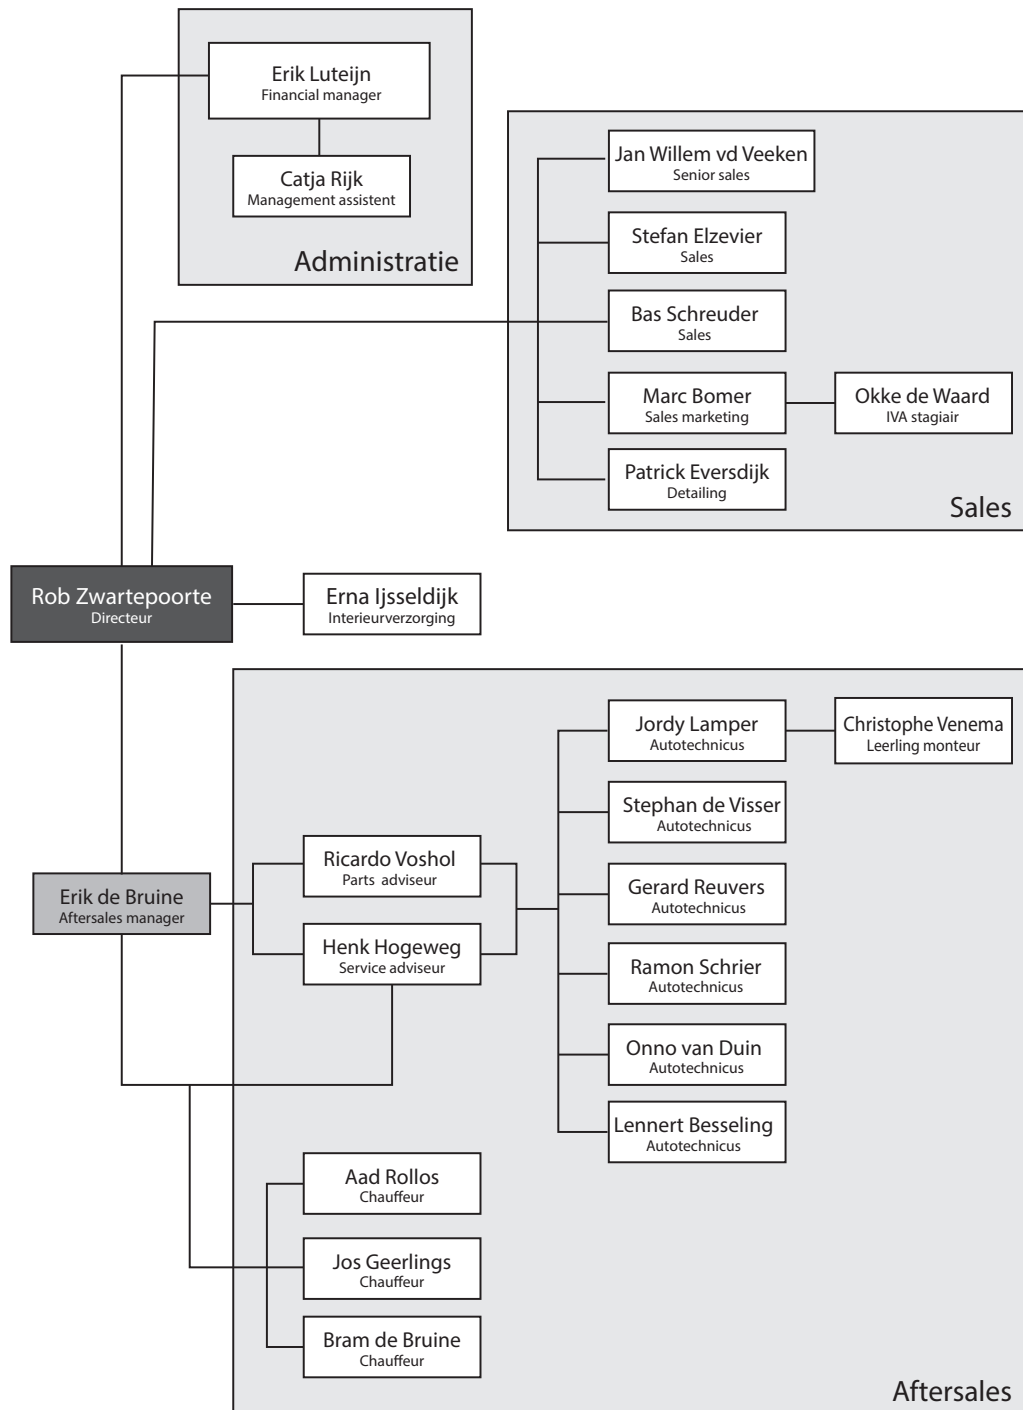 Erik Luteijn
Financial manager
Catja Rijk
Management assistent
Administratie
Jan Willem vd Veeken
Senior sales
Stefan Elzevier
Sales
Bas Schreuder
Sales
Marc Bomer
Sales marketing
Okke de Waard
IVA stagiair
Patrick Eversdijk
Detailing
Sales
Rob Zwartepoorte
Directeur
Erna Ijsseldijk
Interieurverzorging
Jordy Lamper
Autotechnicus
Christophe Venema
Leerling monteur
Stephan de Visser
Autotechnicus
Ricardo Voshol
Parts adviseur
Erik de Bruine
Aftersales manager
Gerard Reuvers
Autotechnicus
Henk Hogeweg
Service adviseur
Ramon Schrier
Autotechnicus
Onno van Duin
Autotechnicus
Lennert Besseling
Autotechnicus
Aad Rollos
Chauffeur
Jos Geerlings
Chauffeur
Bram de Bruine
Chauffeur
Aftersales